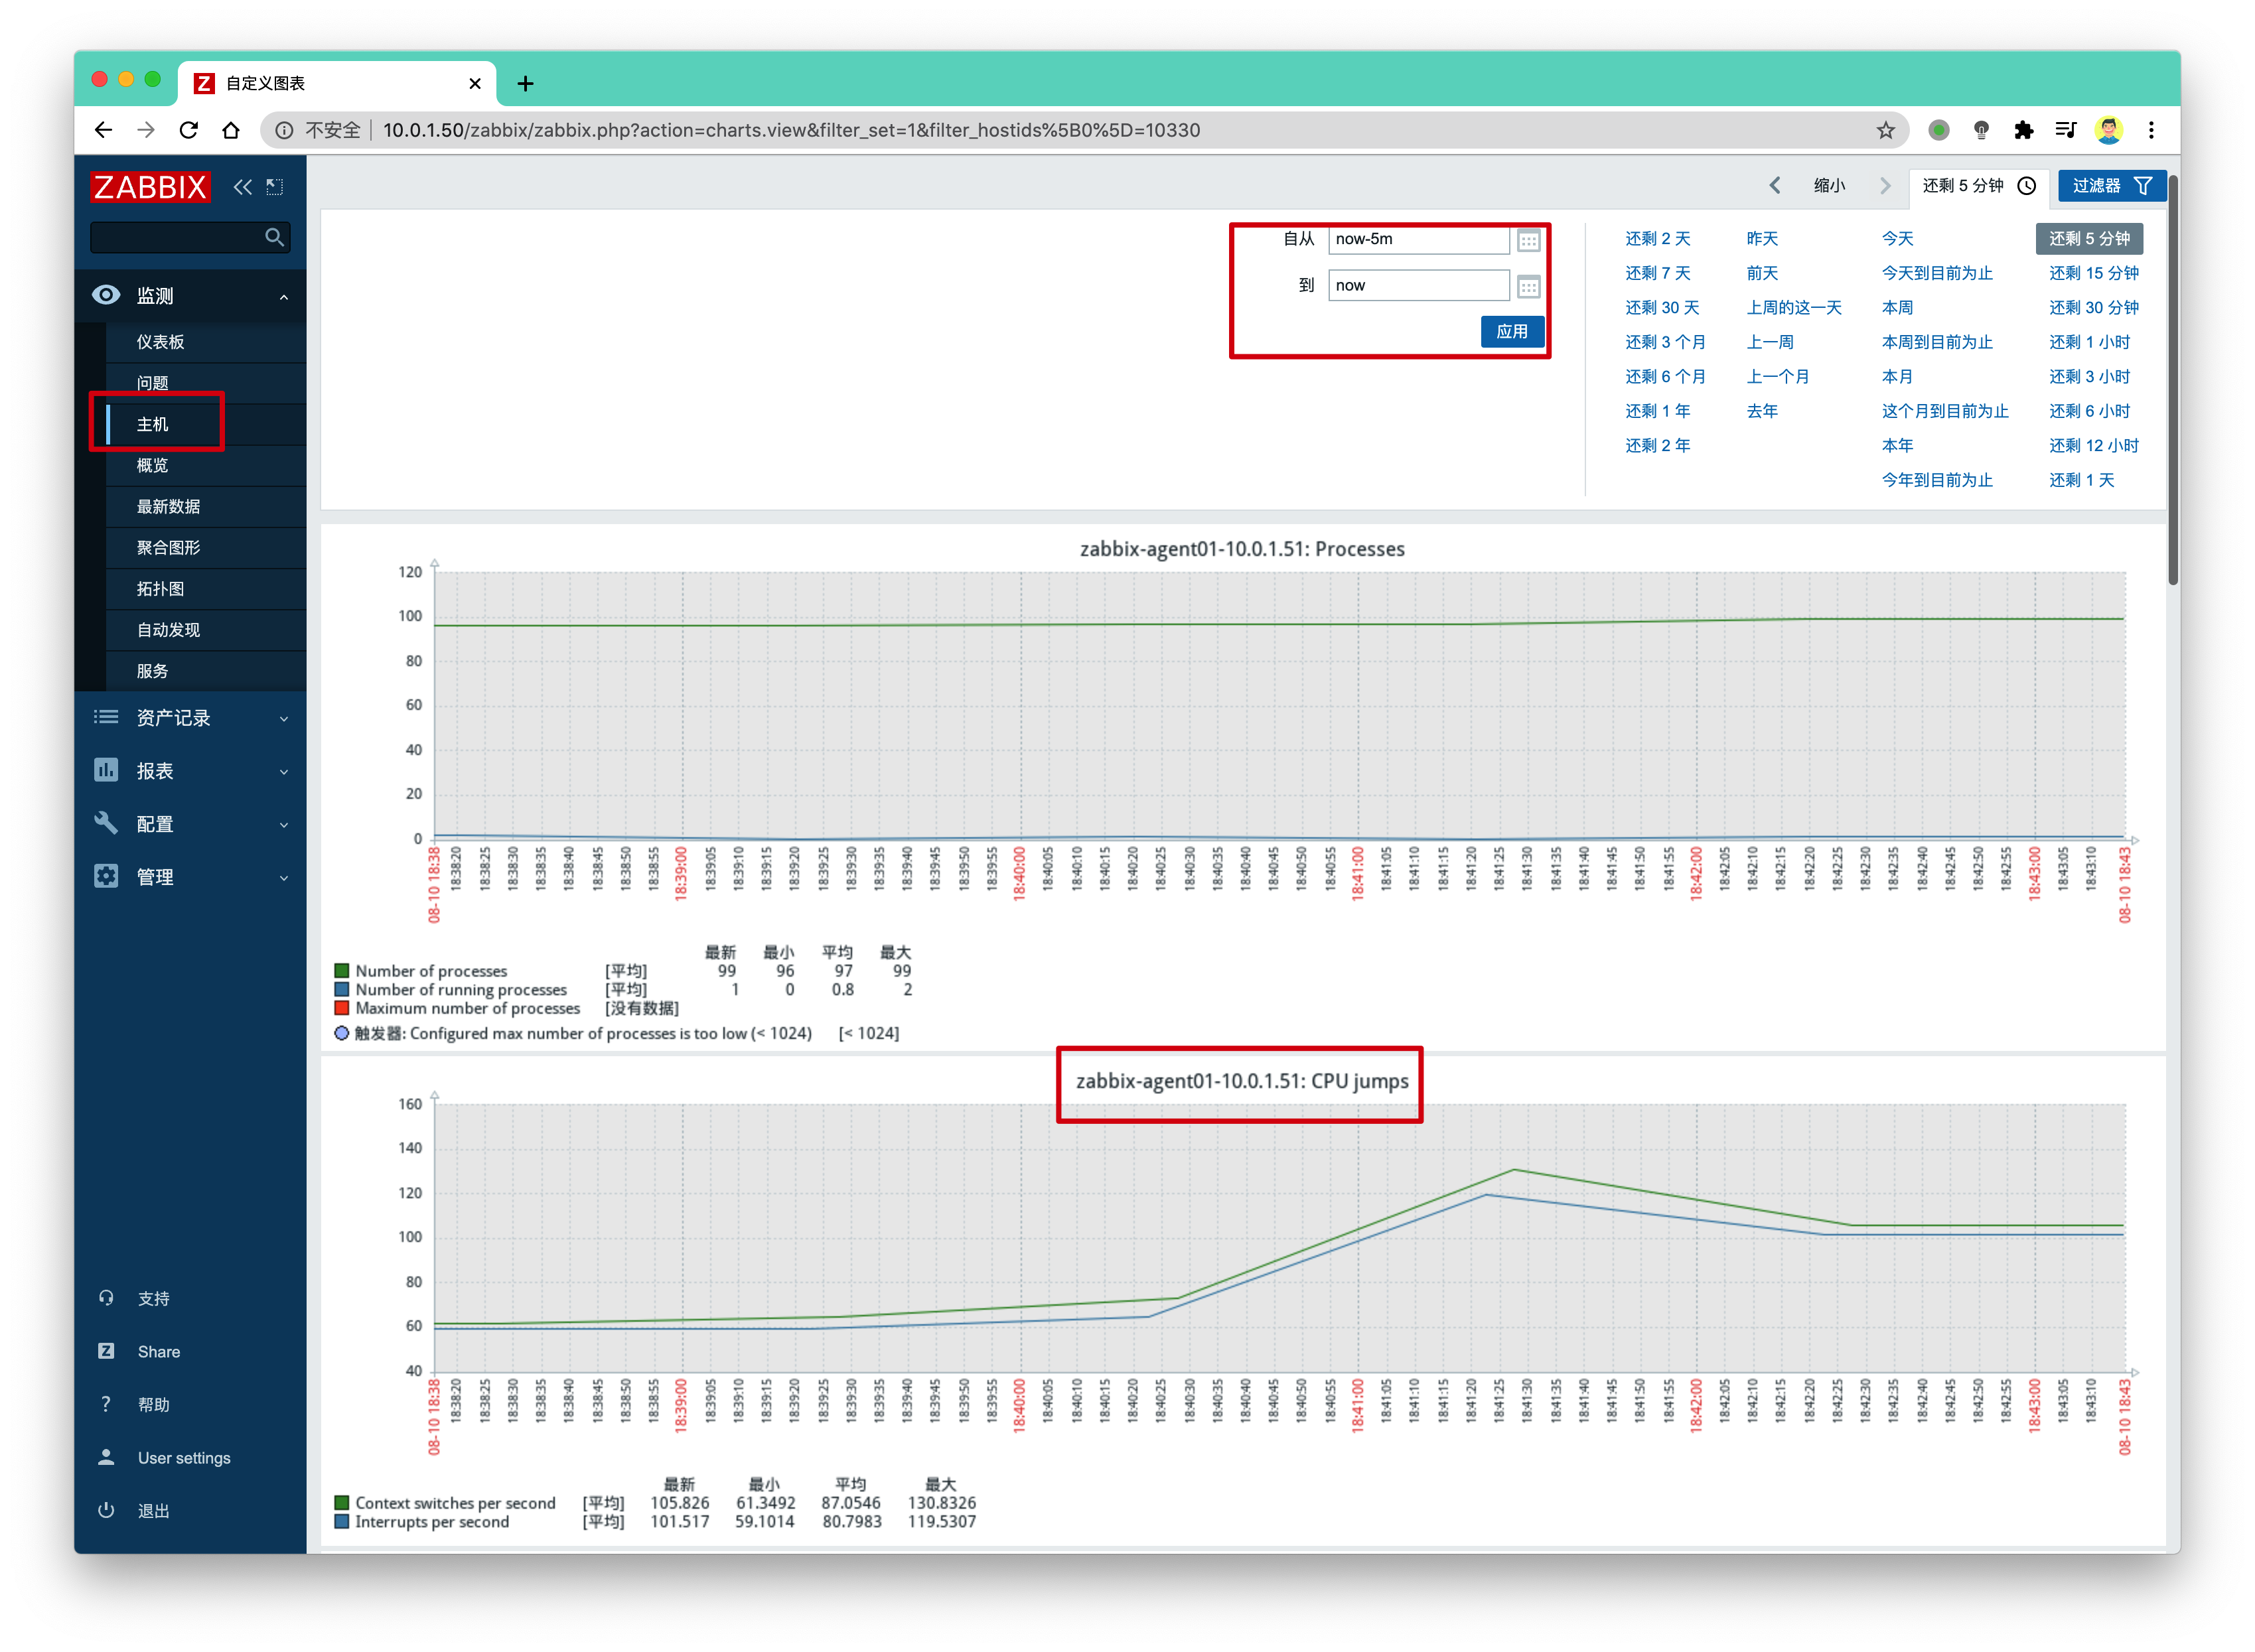 自定义图表
不安全 10.0.1.50/zabbix/zabbix.php?action=charts.view&filter_set=1&filter_hostids%5B0%5D=10330
ZABBIX
监测
仪表板
问题
主机
概览
最新数据
聚合图形
拓扑图
自动发现
服务
资产记录
报表
配置
管理
支持
Share
帮助
User settings
退出
缩小 还剩 5 分钟 过滤器
自从 now-5m
到 now
应用
还剩 2 天 昨天 今天 还剩 5 分钟
还剩 7 天 前天 今天到目前为止 还剩 15 分钟
还剩 30 天 上周的这一天 本周 还剩 30 分钟
还剩 3 个月 上一周 本周到目前为止 还剩 1 小时
还剩 6 个月 上一个月 本月 还剩 3 小时
还剩 1 年 去年 这个月到目前为止 还剩 6 小时
还剩 2 年 本年 还剩 12 小时
今年到目前为止 还剩 1 天
zabbix-agent01-10.0.1.51: Processes
120
100
80
60
40
20
0
08-10 18:38 18:38:20 18:38:25 18:38:30 18:38:35 18:38:40 18:38:45 18:38:50 18:38:55 18:39:00 18:39:05 18:39:10 18:39:15 18:39:20 18:39:25 18:39:30 18:39:35 18:39:40 18:39:45 18:39:50 18:39:55 18:40:00 18:40:05 18:40:10 18:40:15 18:40:20 18:40:25 18:40:30 18:40:35 18:40:40 18:40:45 18:40:50 18:40:55 18:41:00 18:41:05 18:41:10 18:41:15 18:41:20 18:41:25 18:41:30 18:41:35 18:41:40 18:41:45 18:41:50 18:41:55 18:42:00 18:42:05 18:42:10 18:42:15 18:42:20 18:42:25 18:42:30 18:42:35 18:42:40 18:42:45 18:42:50 18:42:55 18:43:00 18:43:05 18:43:10 08-10 18:43
最新 最小 平均 最大
Number of processes [平均] 99 96 97 99
Number of running processes [平均] 1 0 0.8 2
Maximum number of processes [没有数据]
触发器: Configured max number of processes is too low (< 1024) [< 1024]
zabbix-agent01-10.0.1.51: CPU jumps
160
140
120
100
80
60
40
08-10 18:38 18:38:20 18:38:25 18:38:30 18:38:35 18:38:40 18:38:45 18:38:50 18:38:55 18:39:00 18:39:05 18:39:10 18:39:15 18:39:20 18:39:25 18:39:30 18:39:35 18:39:40 18:39:45 18:39:50 18:39:55 18:40:00 18:40:05 18:40:10 18:40:15 18:40:20 18:40:25 18:40:30 18:40:35 18:40:40 18:40:45 18:40:50 18:40:55 18:41:00 18:41:05 18:41:10 18:41:15 18:41:20 18:41:25 18:41:30 18:41:35 18:41:40 18:41:45 18:41:50 18:41:55 18:42:00 18:42:05 18:42:10 18:42:15 18:42:20 18:42:25 18:42:30 18:42:35 18:42:40 18:42:45 18:42:50 18:42:55 18:43:00 18:43:05 18:43:10 08-10 18:43
最新 最小 平均 最大
Context switches per second [平均] 105.826 61.3492 87.0546 130.8326
Interrupts per second [平均] 101.517 59.1014 80.7983 119.5307